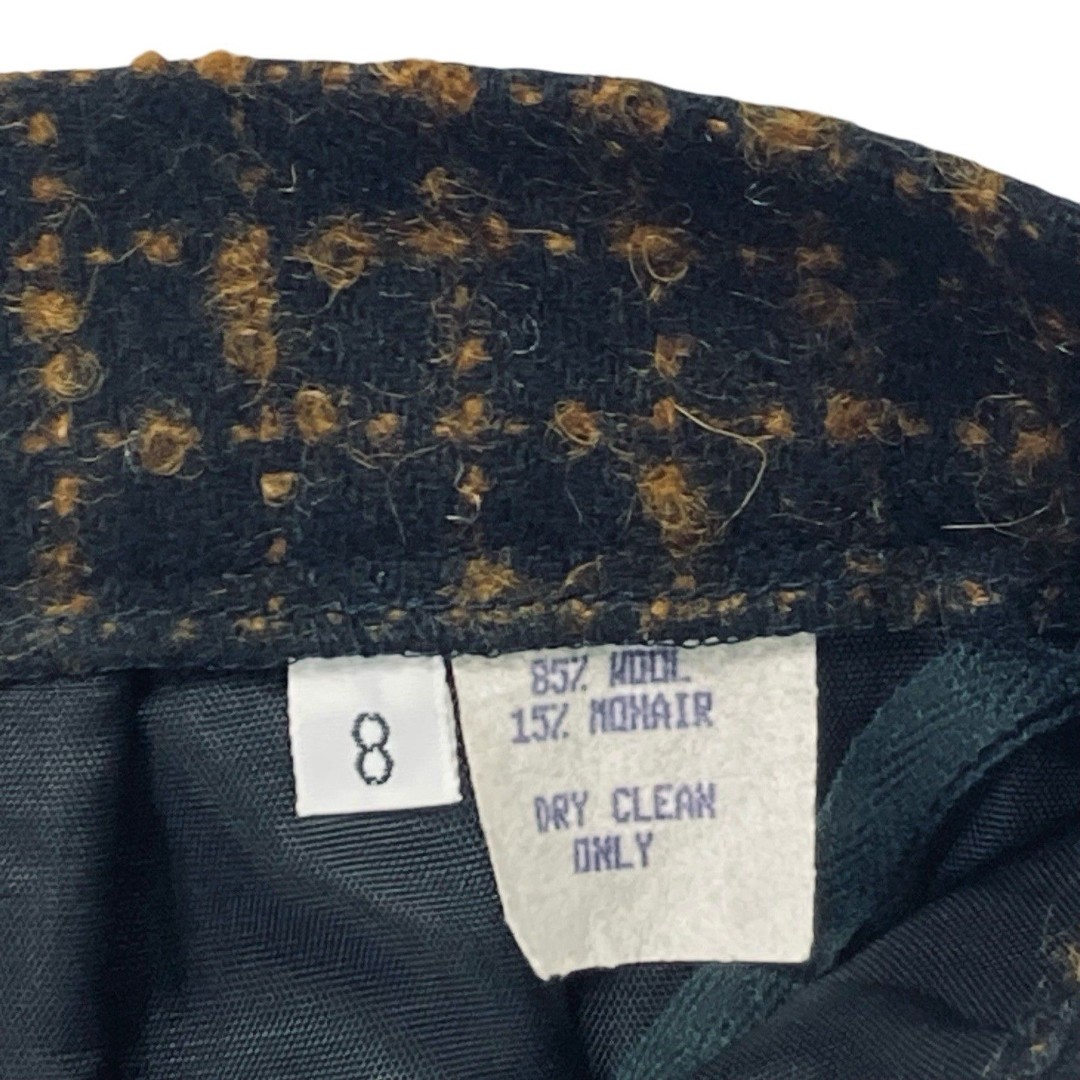 8
85% WOOL
15% MOHAIR
DRY CLEAN
ONLY